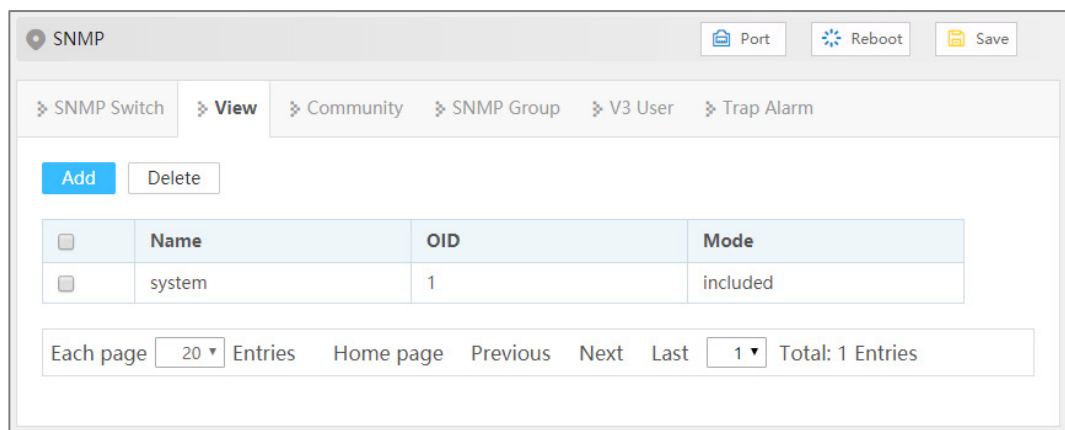 SNMP Port Reboot Save
SNMP Switch View Community SNMP Group V3 User Trap Alarm
Add Delete
Name OID Mode
system 1 included
Each page 20 Entries Home page Previous Next Last 1 Total: 1 Entries